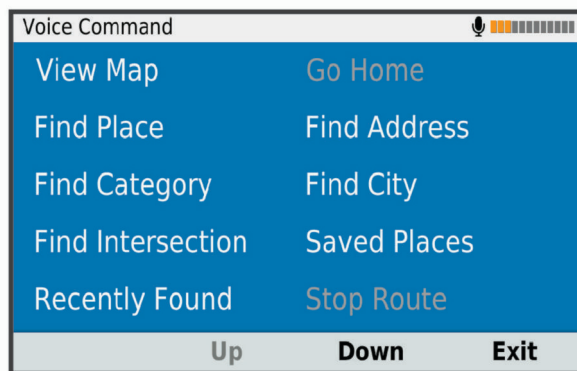 Voice Command
View Map Go Home
Find Place Find Address
Find Category Find City
Find Intersection Saved Places
Recently Found Stop Route
Up Down Exit